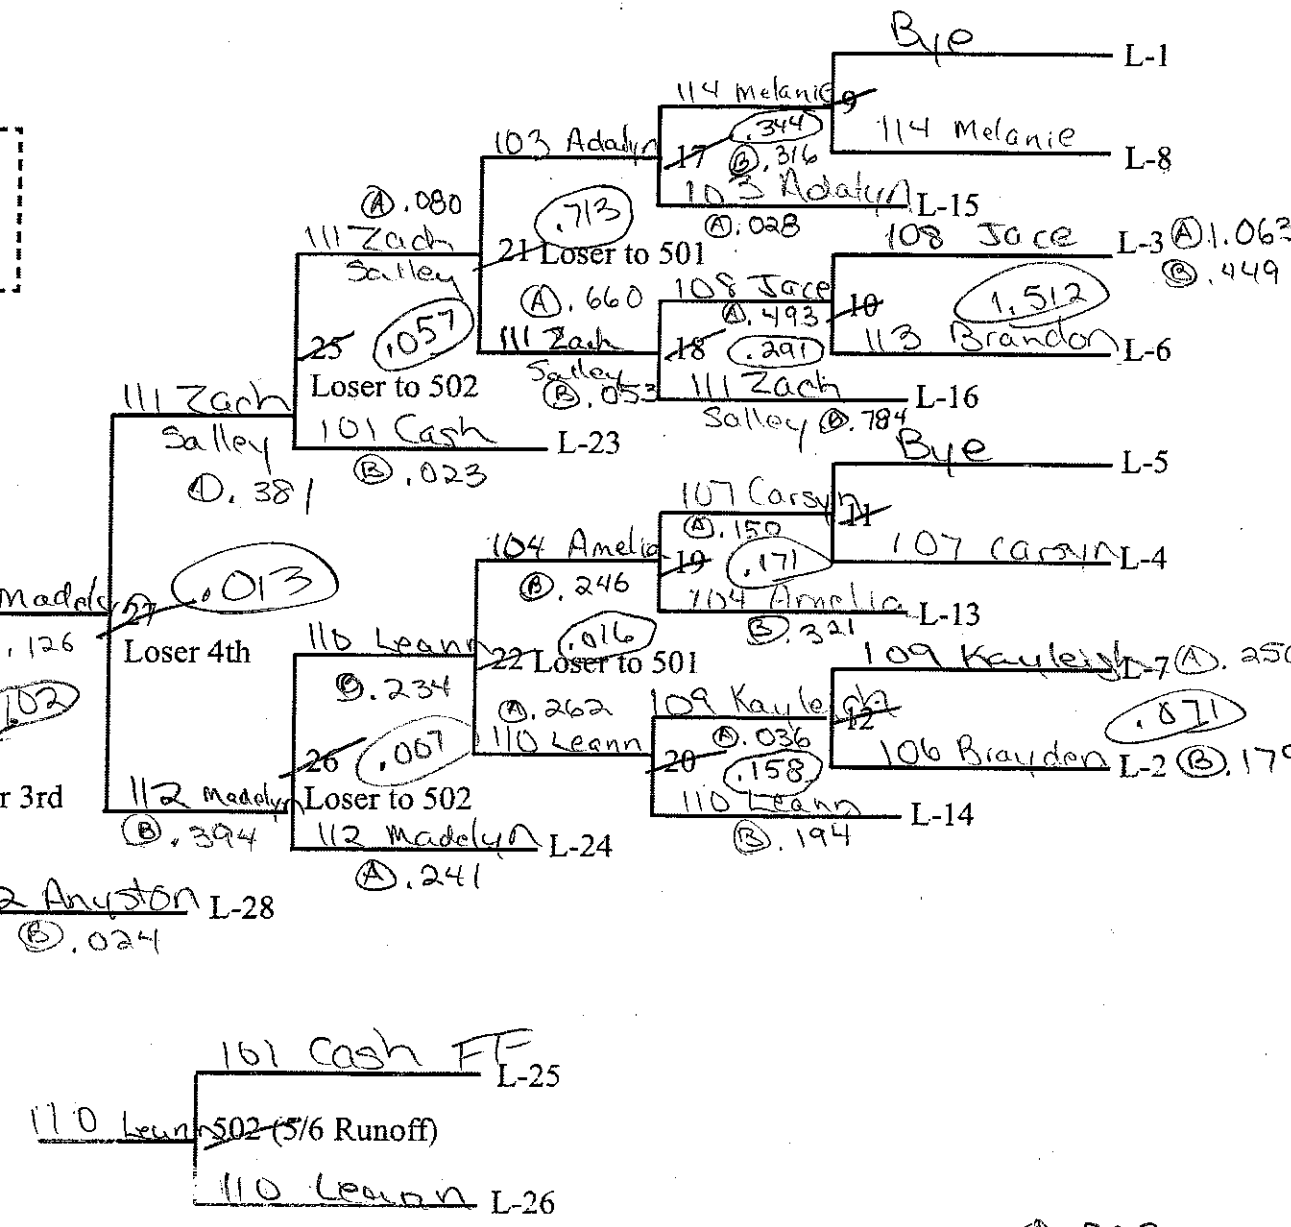 Bye
L-1
114 Melanie
9
.344
114 Melanie
103 Adalyn
17
(B) .316
L-8
103 Adalyn
L-15
(A) .080
.713
(A) .028
108 Jace
L-3 (A) 1.063
111 Zach
21 Loser to 501
(B) .449
Salley
(A) .660
108 Jace
1.512
(A) .493
10
113 Brandon
25
.057
111 Zach
18
.291
L-6
Loser to 502
Salley
111 Zach
L-16
111 Zach
(B) .053
Salley (B) .784
Salley
101 Cash
L-23
Bye
L-5
.381
(B) .023
107 Carsyn
11
(A) .150
104 Amelia
19
.171
107 Carsyn
L-4
.013
(B) .246
104 Amelia
L-13
Madelyn
27
.016
(B) .321
.126
Loser 4th
110 Leann
22 Loser to 501
109 Kayleigh
L-7 (A) .250
.234
(A) .262
109 Kayleigh
12
.071
26
.007
110 Leann
(A) .036
106 Brayden
L-2 (B) .179
20
.158
r 3rd
112 Madelyn
Loser to 502
110 Leann
L-14
(B) .394
112 Madelyn
L-24
(B) .194
(A) .241
2 Anyston
L-28
(B) .024
101 Cash FF
L-25
110 Leann
502 (5/6 Runoff)
110 Leann
L-26